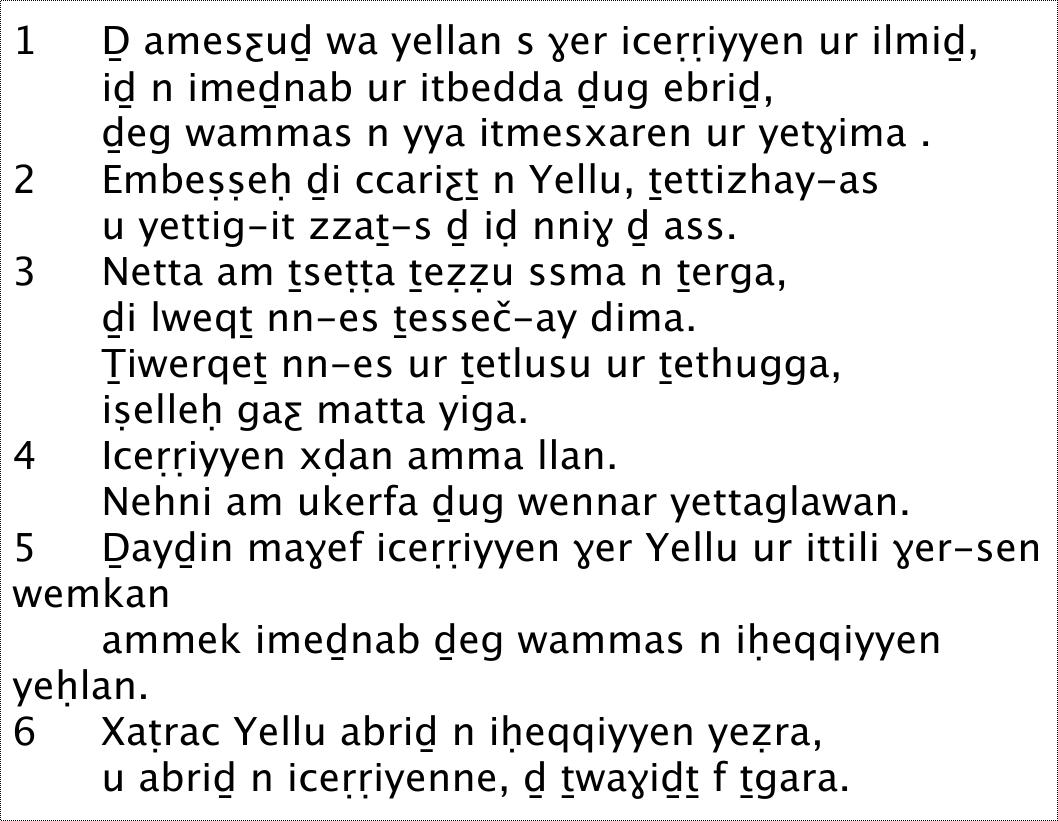 1 Ḏ amesƹuḏ wa yellan s ɣer iceṛṛiyyen ur ilmiḏ,
iḏ n imeḏnab ur itbedda ḏug ebriḏ,
ḏeg wammas n yya itmesxaren ur yetɣima .
2 Embeṣṣeḥ ḏi ccariƹṯ n Yellu, ṯettizhay–as
u yettig–it zzaṯ–s ḏ iḍ nniɣ ḏ ass.
3 Netta am ṯseṭṭa ṯeẓẓu ssma n ṯerga,
ḏi lweqṯ nn–es ṯesseč–ay dima.
Ṯiwerqeṯ nn–es ur ṯetlusu ur ṯethugga,
iṣelleḥ gaƹ matta yiga.
4 Iceṛṛiyyen xḍan amma llan.
Nehni am ukerfa ḏug wennar yettaglawan.
5 Ḏayḏin maɣef iceṛṛiyyen ɣer Yellu ur ittili ɣer–sen
wemkan
ammek imeḏnab ḏeg wammas n iḥeqqiyyen
yeḥlan.
6 Xaṭrac Yellu abriḏ n iḥeqqiyyen yeẓra,
u abriḏ n iceṛṛiyenne, ḏ ṯwaɣiḏṯ f ṯgara.